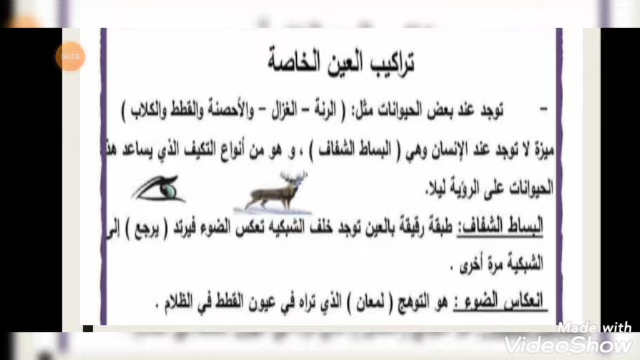 تراكيب العين الخاصة
- توجد عند بعض الحيوانات مثل: ( الرنة – الغزال – والأحصنة والقطط والكلاب )
ميزة لا توجد عند الإنسان وهي ( البساط الشفاف ) ، و هو من أنواع التكيف الذي يساعد هذه
الحيوانات على الرؤية ليلا.
البساط الشفاف: طبقة رقيقة بالعين توجد خلف الشبكيه تعكس الضوء فيرتد ( يرجع ) إلى
الشبكية مرة أخرى .
انعكاس الضوء : هو التوهج ( لمعان ) الذي تراه في عيون القطط في الظلام .
Made with
VideoShow